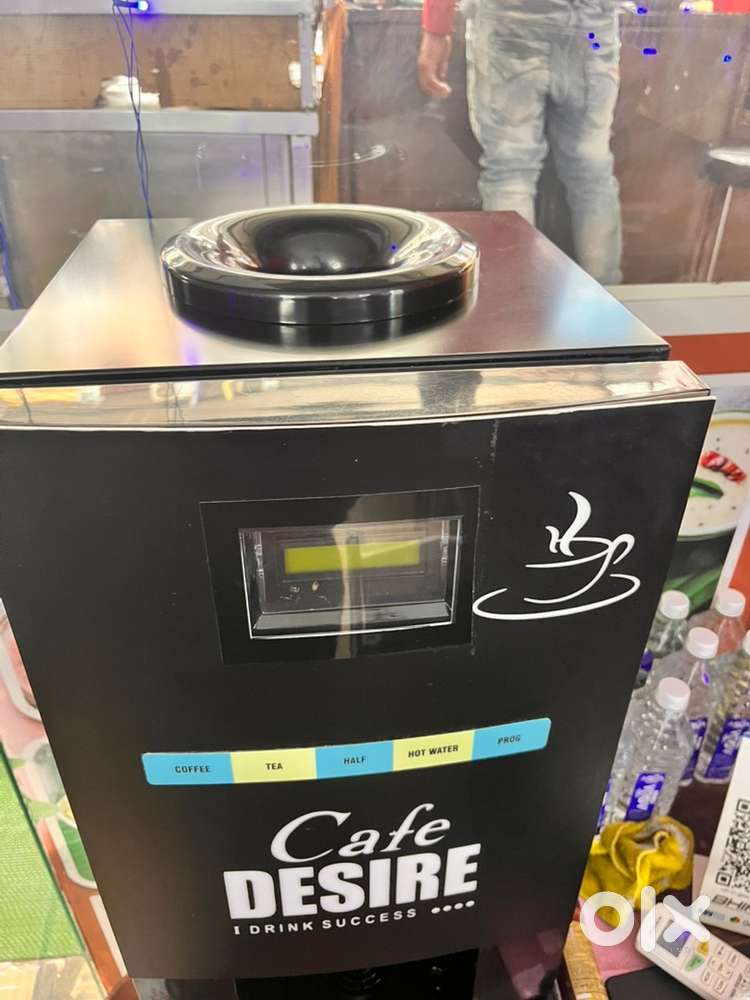 COFFEE TEA HALF HOT WATER PROG
Cafe
DESIRE
I DRINK SUCCESS ••••
olx